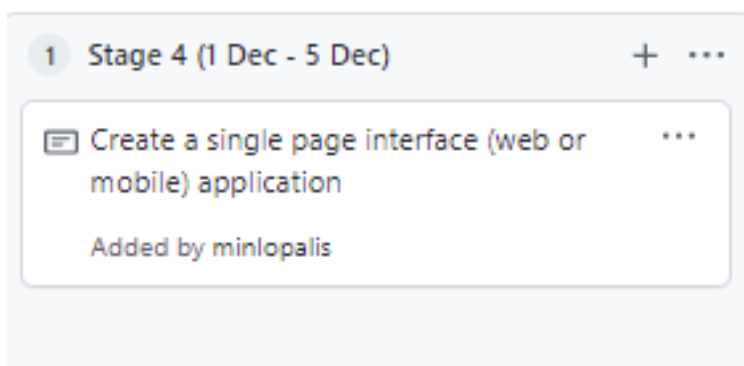 1 Stage 4 (1 Dec - 5 Dec)
Create a single page interface (web or
mobile) application
Added by minlopalis